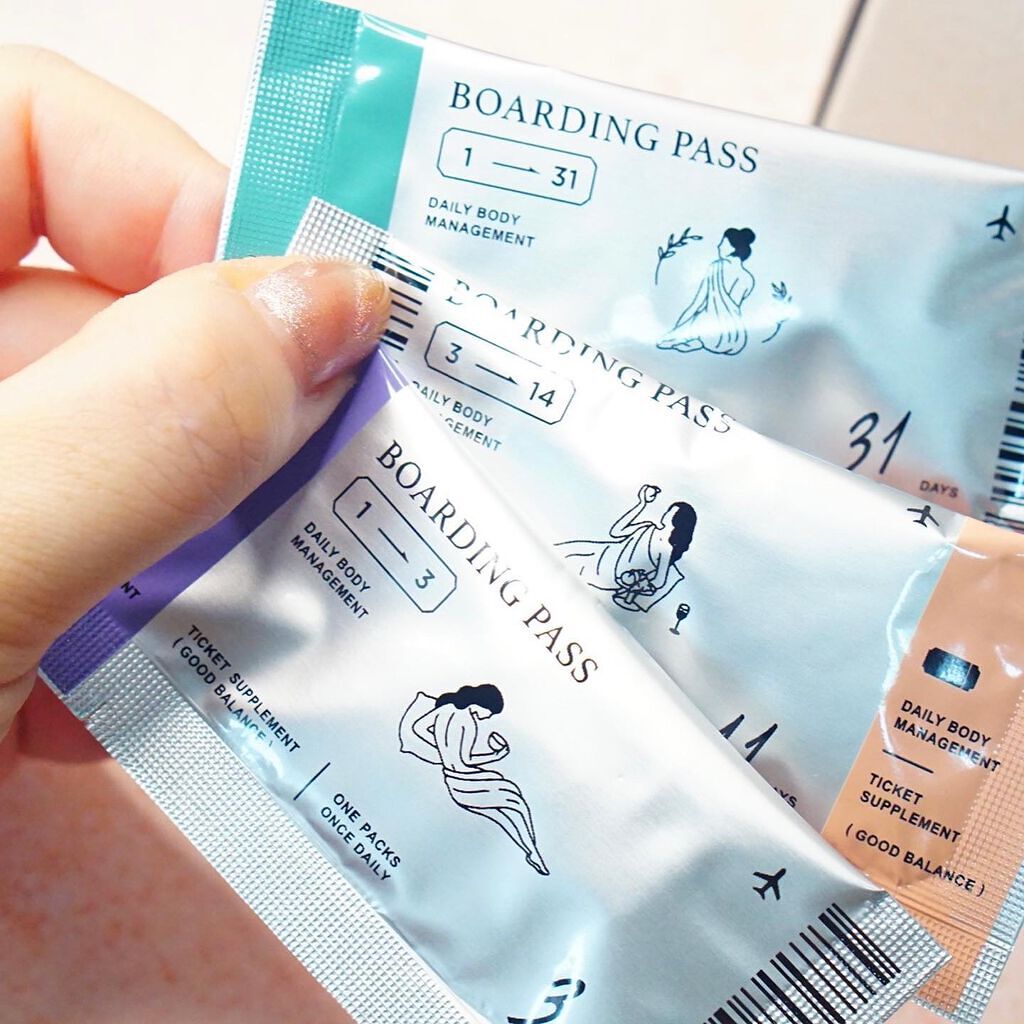 BOARDING PASS
1 → 31
DAILY BODY
MANAGEMENT
31
DAYS
BOARDING PASS
3 → 14
DAILY BODY
MANAGEMENT
DAILY BODY
MANAGEMENT
TICKET
SUPPLEMENT
( GOOD BALANCE )
BOARDING PASS
1 → 3
DAILY BODY
MANAGEMENT
TICKET SUPPLEMENT
( GOOD BALANCE )
ONE PACKS
ONCE DAILY
3